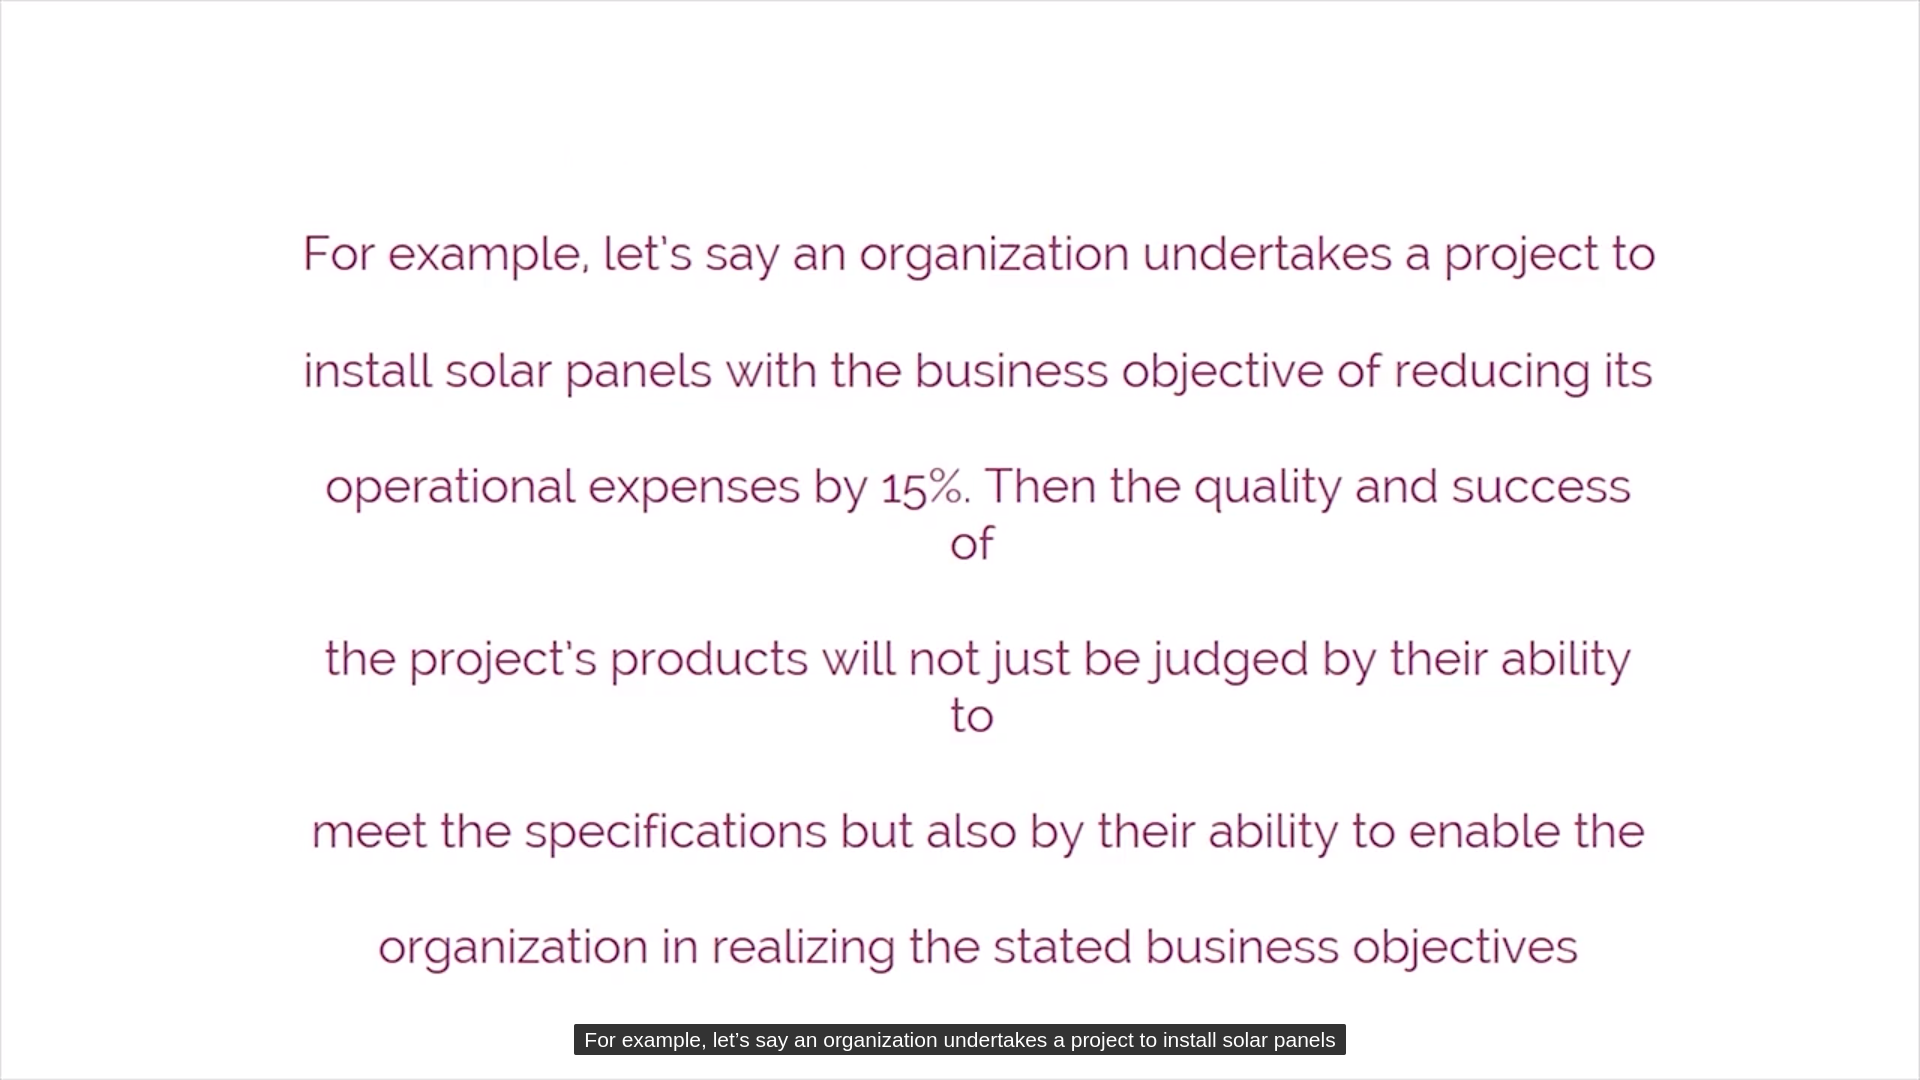 For example, let’s say an organization undertakes a project to
install solar panels with the business objective of reducing its
operational expenses by 15%. Then the quality and success
of
the project’s products will not just be judged by their ability
to
meet the specifications but also by their ability to enable the
organization in realizing the stated business objectives
For example, let’s say an organization undertakes a project to install solar panels